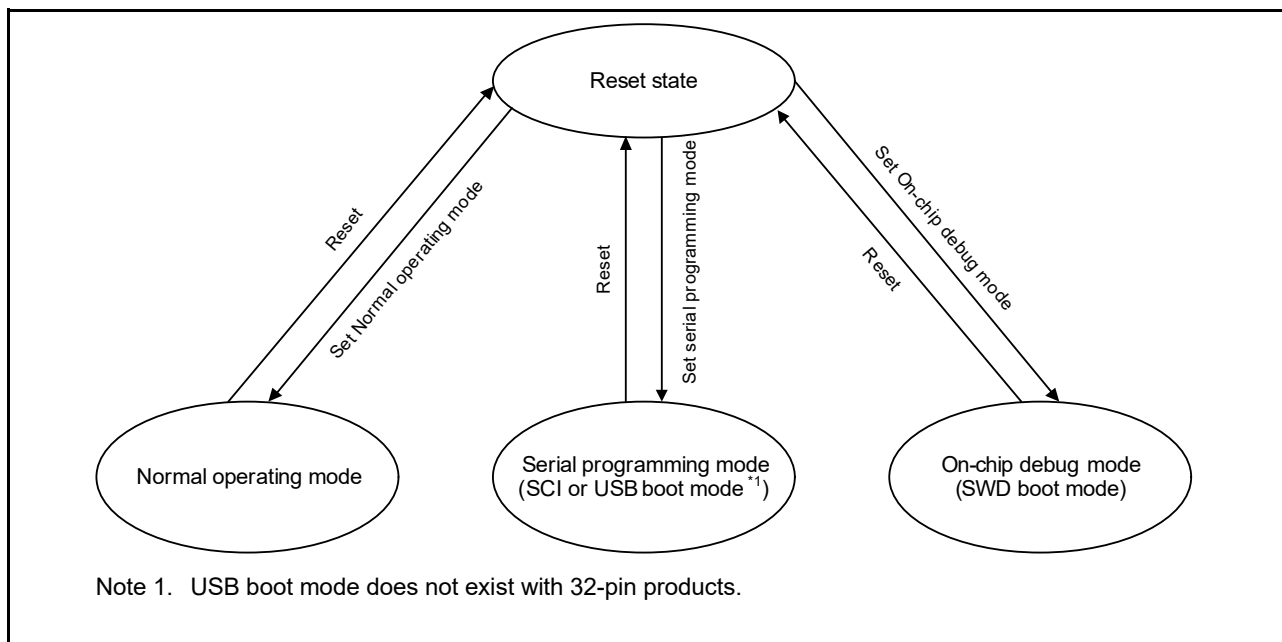 Reset state
Reset
Set Normal operating mode
Reset
Set serial programming mode
Set On-chip debug mode
Reset
Normal operating mode
Serial programming mode
(SCI or USB boot mode *1)
On-chip debug mode
(SWD boot mode)
Note 1. USB boot mode does not exist with 32-pin products.